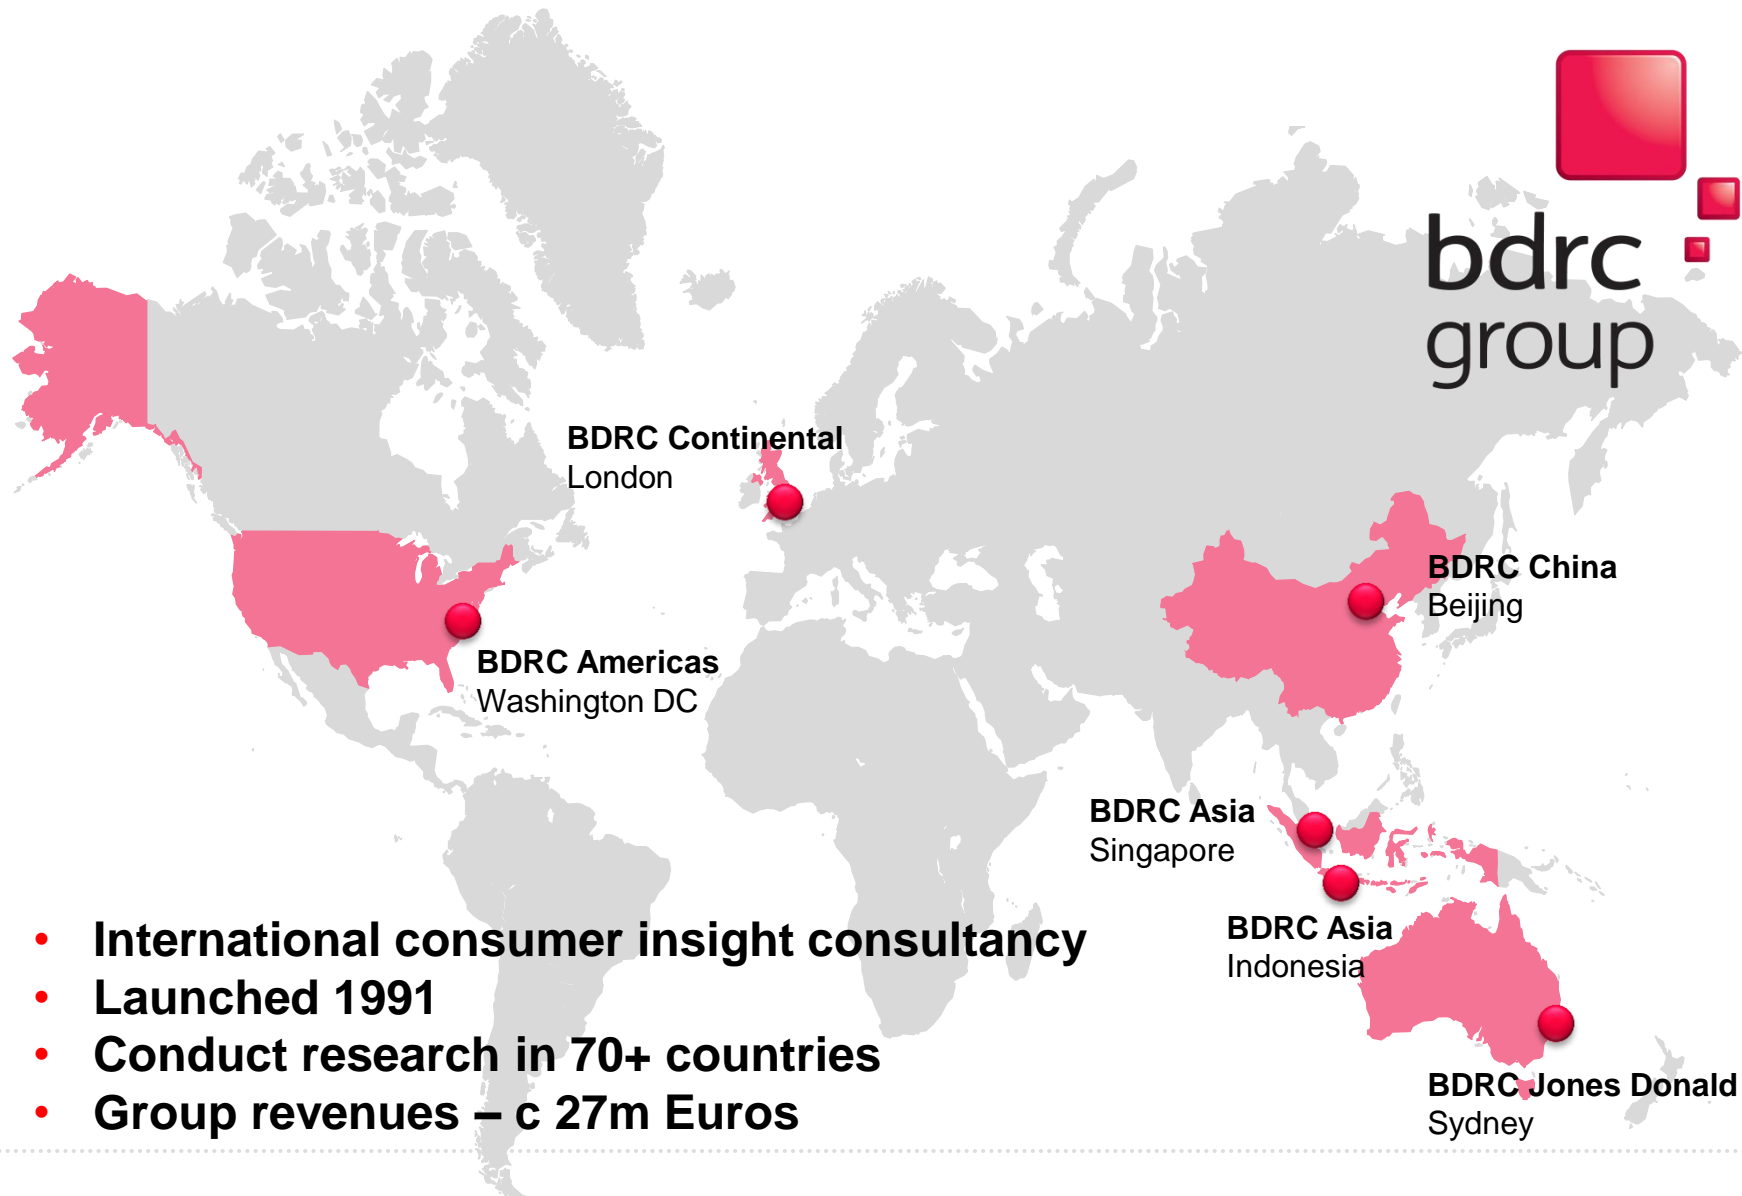 bdrc
group
BDRC Continental
London
BDRC China
Beijing
BDRC Americas
Washington DC
BDRC Asia
Singapore
BDRC Asia
Indonesia
• International consumer insight consultancy
• Launched 1991
• Conduct research in 70+ countries
• Group revenues – c 27m Euros
BDRC Jones Donald
Sydney